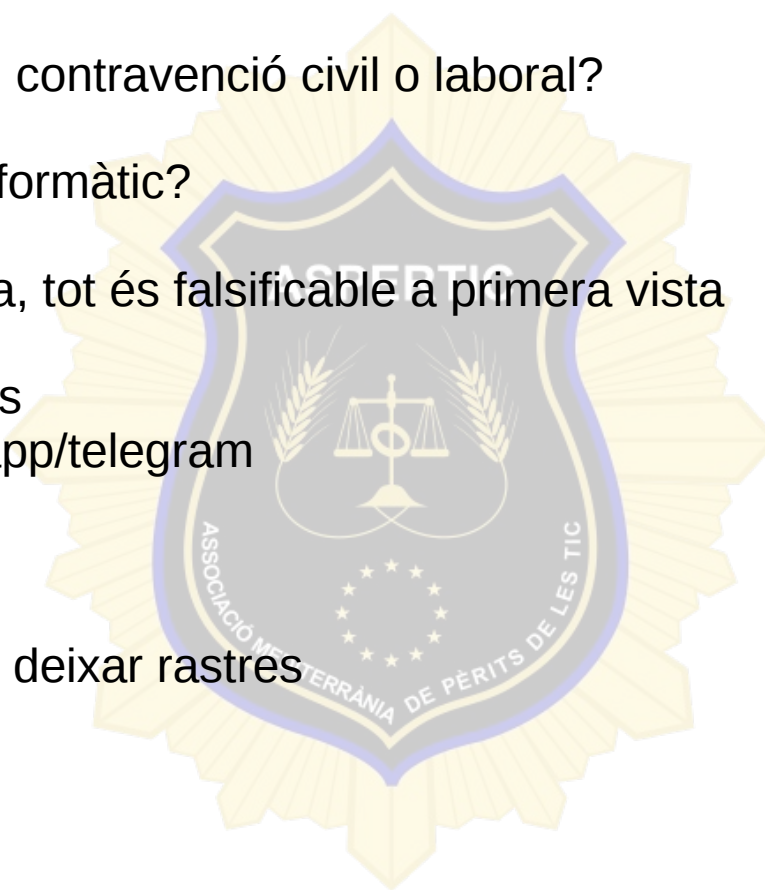 contravenció civil o laboral?
formàtic?
a, tot és falsificable a primera vista
ASPERTIC
s
app/telegram
deixar rastres
ASSOCIACIÓ MEDITERRÀNIA DE PÈRITS DE LES TIC